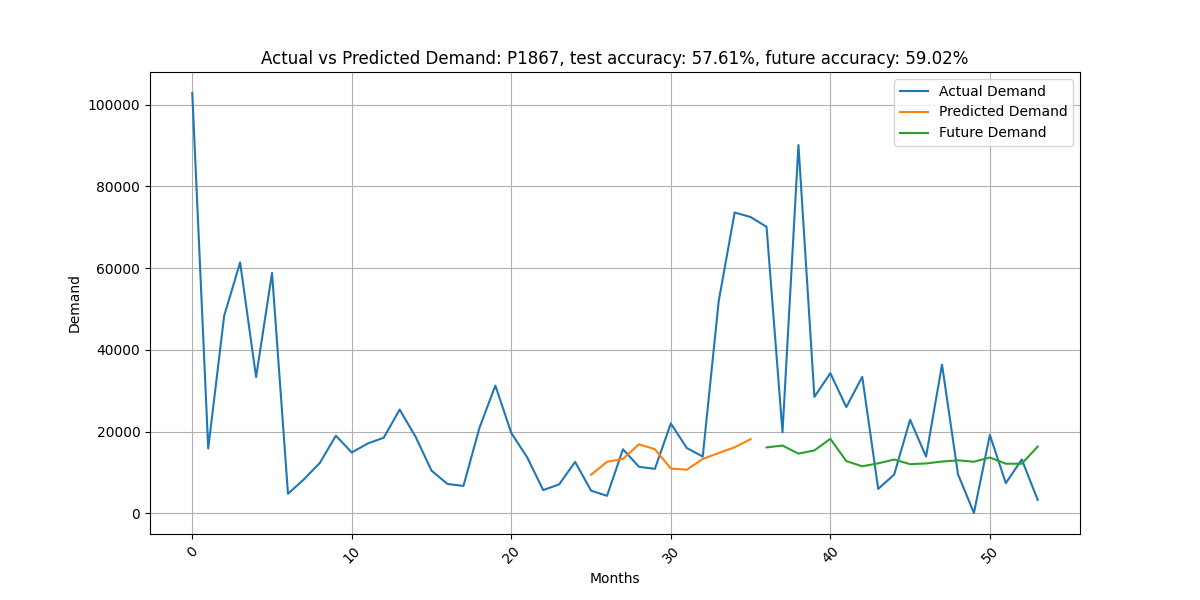 Actual vs Predicted Demand: P1867, test accuracy: 57.61%, future accuracy: 59.02%
Actual Demand
Predicted Demand
Future Demand
100000
80000
60000
40000
20000
0
Demand
0
10
20
30
40
50
Months